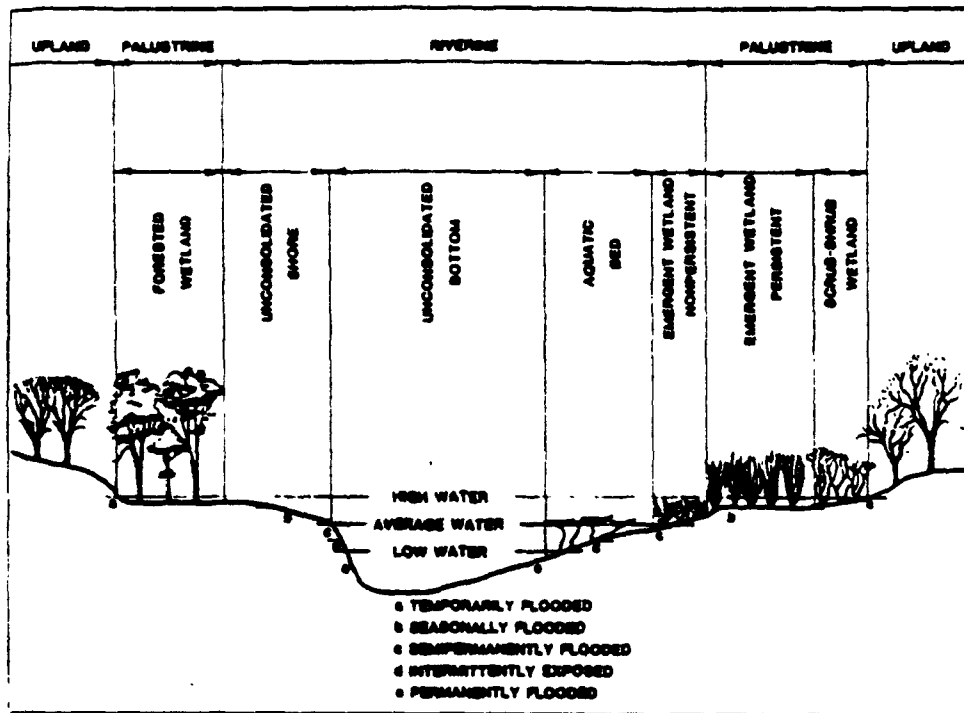 UPLAND PALUSTRINE RIVERINE PALUSTRINE UPLAND
FORESTED
WETLAND
UNCONSOLIDATED
SHORE
UNCONSOLIDATED
BOTTOM
AQUATIC
BED
EMERGENT WETLAND
NONPERSISTENT
EMERGENT WETLAND
PERSISTENT
SCRUB-SHRUB
WETLAND
HIGH WATER
AVERAGE WATER
LOW WATER
b
a TEMPORARILY FLOODED
b SEASONALLY FLOODED
c SEMIPERMANENTLY FLOODED
d INTERMITTENTLY EXPOSED
e PERMANENTLY FLOODED